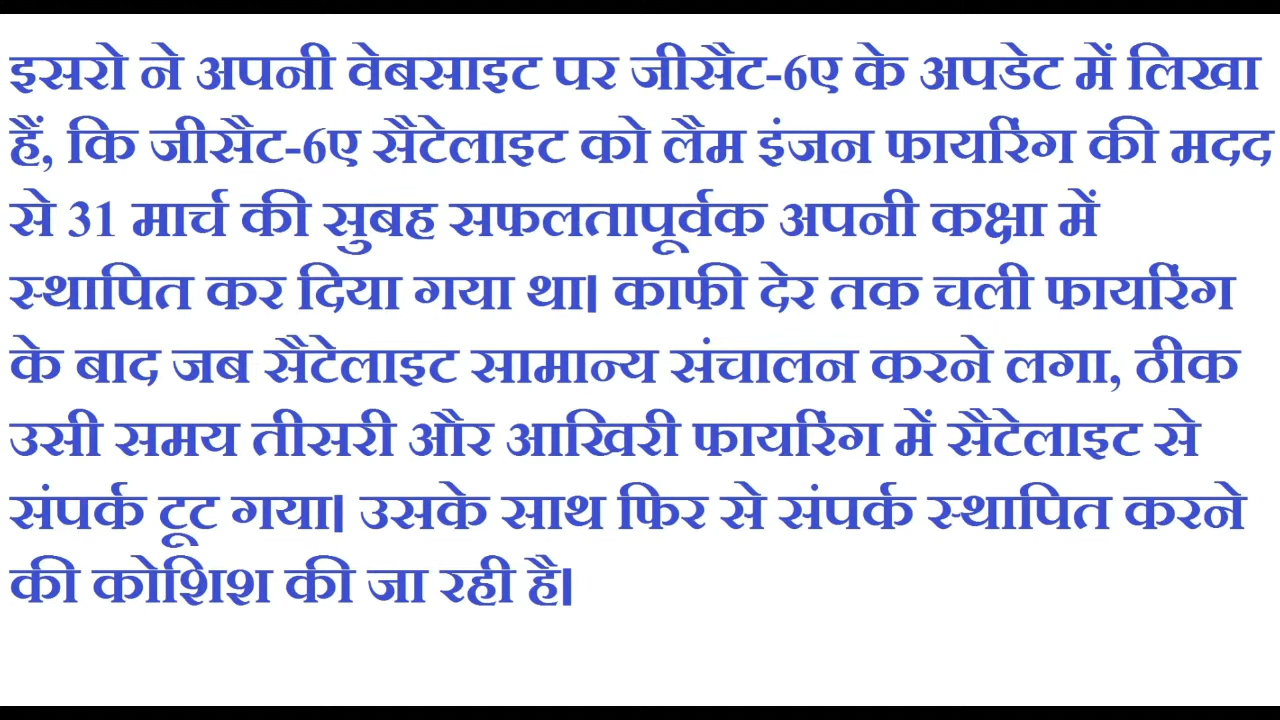 इसरो ने अपनी वेबसाइट पर जीसैट-6ए के अपडेट में लिखा
हैं, कि जीसैट-6ए सैटेलाइट को लैम इंजन फायरिंग की मदद
से 31 मार्च की सुबह सफलतापूर्वक अपनी कक्षा में
स्थापित कर दिया गया था। काफी देर तक चली फायरिंग
के बाद जब सैटेलाइट सामान्य संचालन करने लगा, ठीक
उसी समय तीसरी और आखिरी फायरिंग में सैटेलाइट से
संपर्क टूट गया। उसके साथ फिर से संपर्क स्थापित करने
की कोशिश की जा रही है।